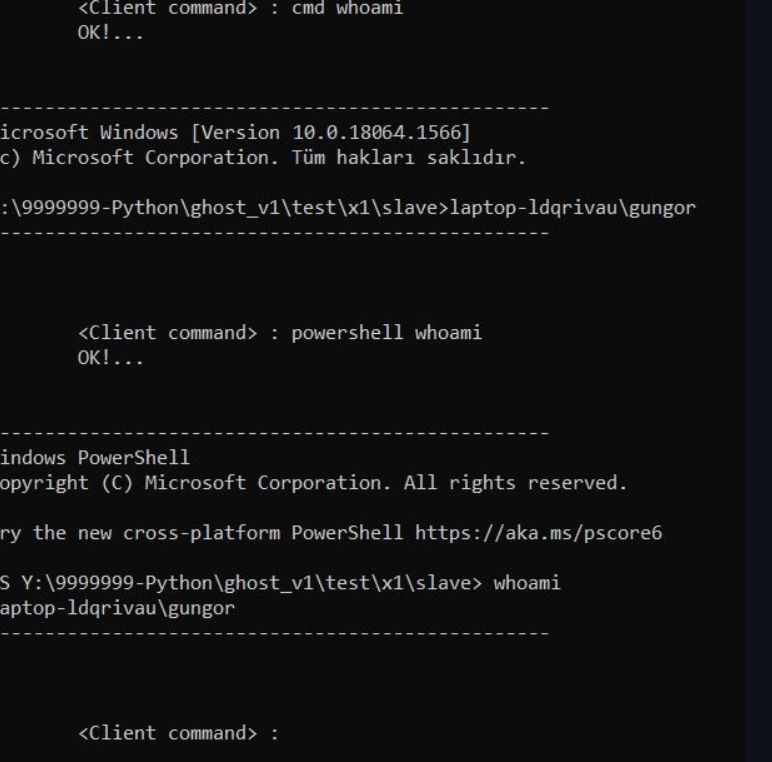 <Client command> : cmd whoami
OK!...
-------------------------------------------------
icrosoft Windows [Version 10.0.18064.1566]
c) Microsoft Corporation. Tüm hakları saklıdır.
:\9999999-Python\ghost_v1\test\x1\slave>laptop-ldqrivau\gungor
-------------------------------------------------
<Client command> : powershell whoami
OK!...
-------------------------------------------------
indows PowerShell
opyright (C) Microsoft Corporation. All rights reserved.
ry the new cross-platform PowerShell https://aka.ms/pscore6
S Y:\9999999-Python\ghost_v1\test\x1\slave> whoami
aptop-ldqrivau\gungor
-------------------------------------------------
<Client command> :